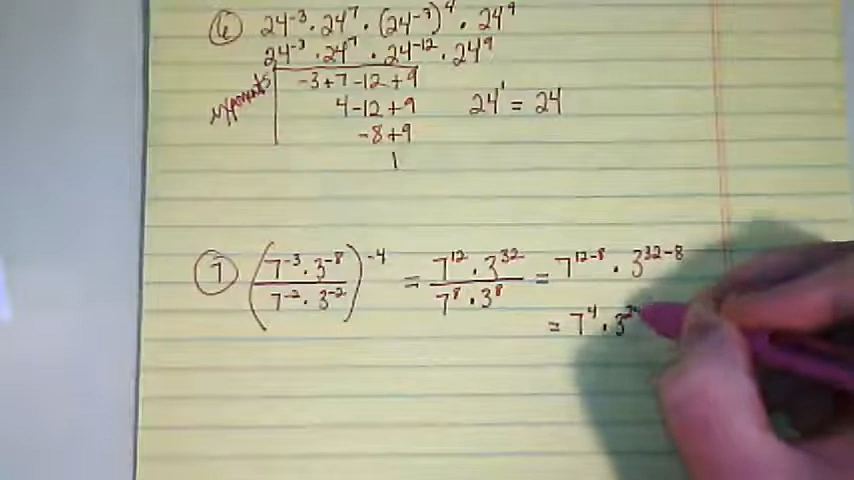 ⑥ 24⁻³ · 24⁷ · (24⁻³)⁴ · 24⁹
24⁻³ · 24⁷ · 24⁻¹² · 24⁹
exponents -3 + 7 - 12 + 9
4 - 12 + 9 24¹ = 24
-8 + 9
1
⑦ ((7⁻³ · 3⁻⁸)/(7⁻² · 3⁻²))⁻⁴ = (7¹² · 3³²)/(7⁸ · 3⁸) = 7¹²⁻⁸ · 3³²⁻⁸
= 7⁴ · 3²⁴